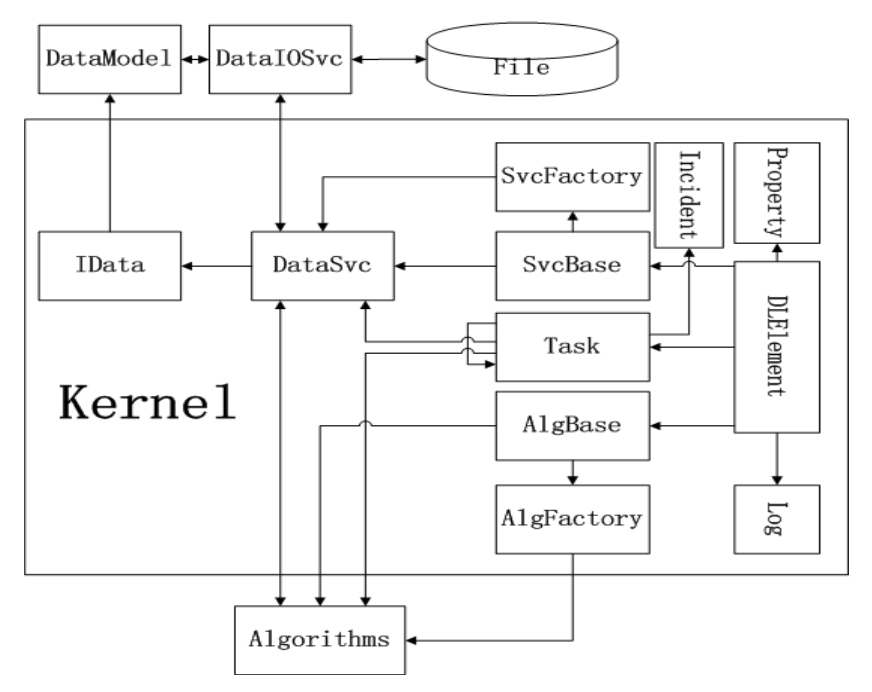 DataModel
DataIOSvc
File
SvcFactory
Incident
Property
IData
DataSvc
SvcBase
DLElement
Task
Kernel
AlgBase
AlgFactory
Log
Algorithms